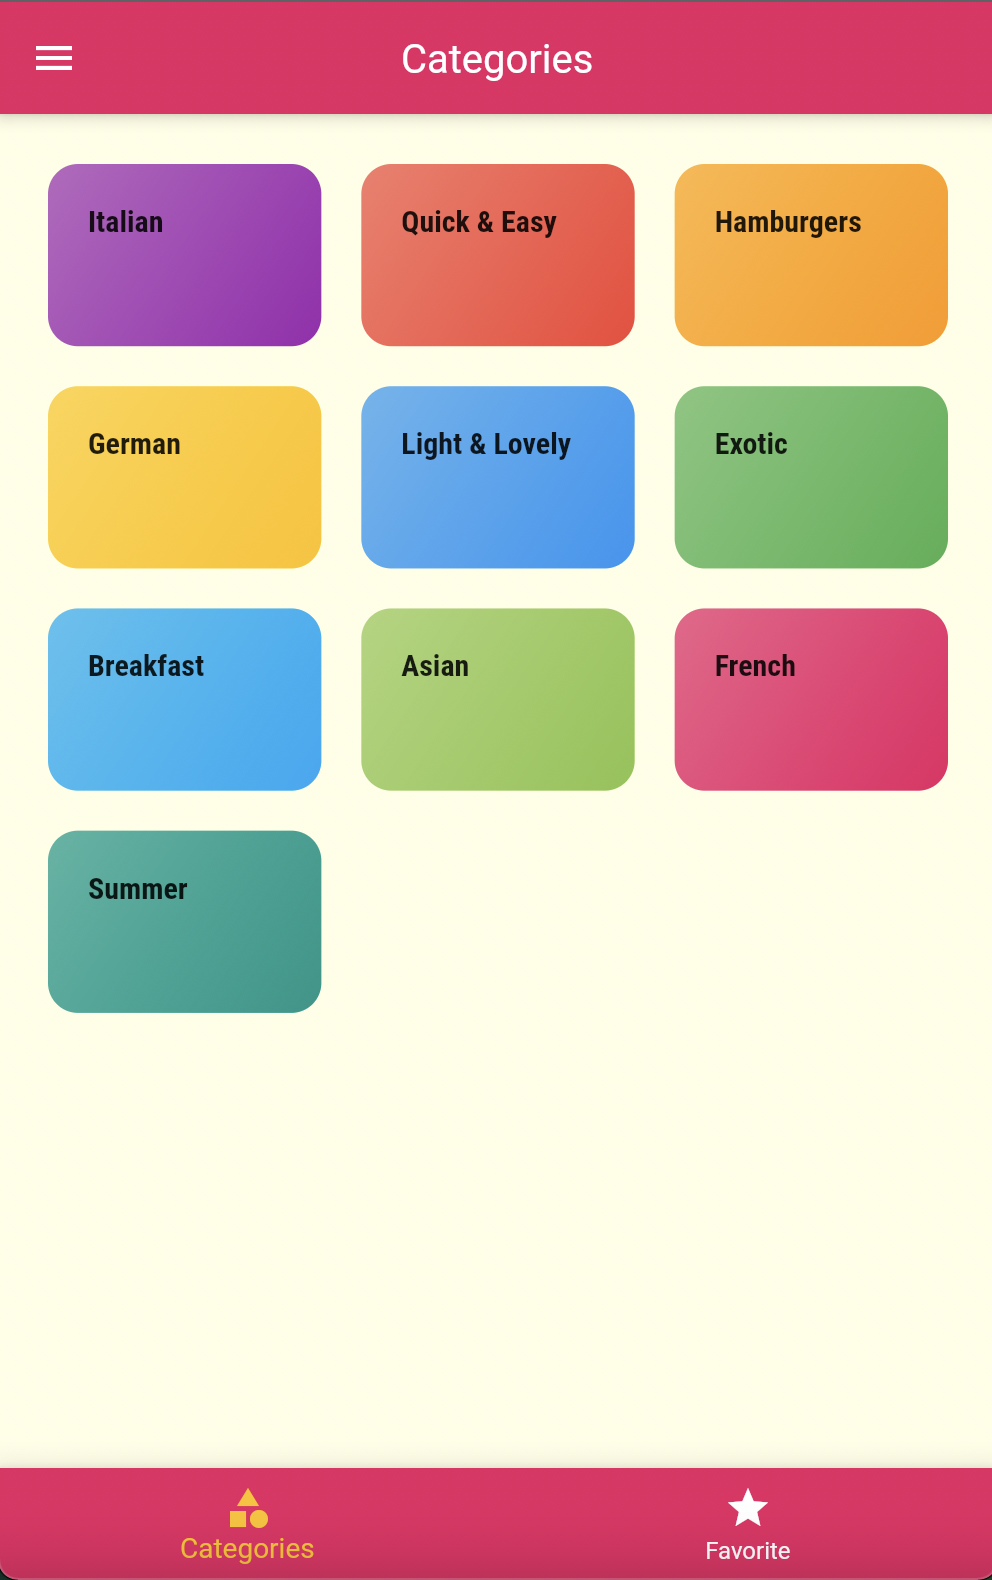 Categories
Italian
Quick & Easy
Hamburgers
German
Light & Lovely
Exotic
Breakfast
Asian
French
Summer
Categories
Favorite